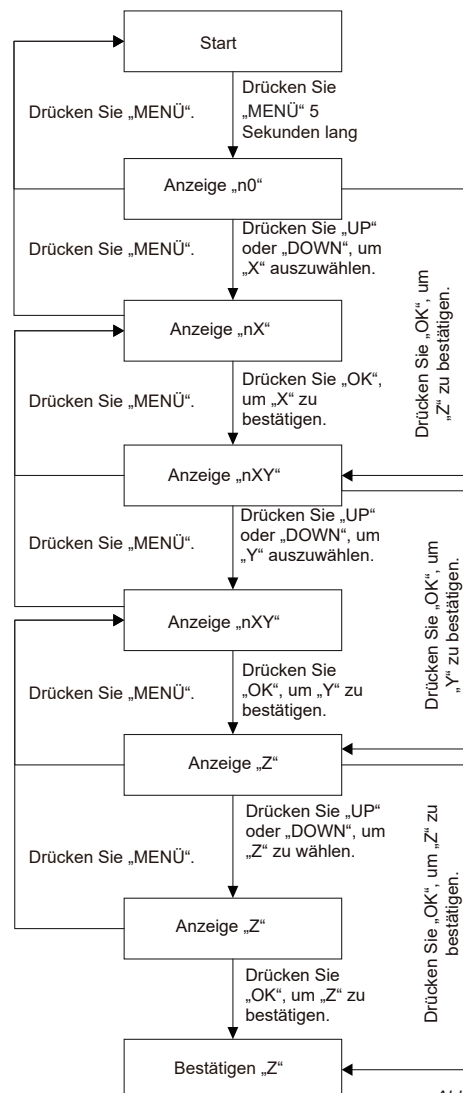 Start
Drücken Sie „MENÜ“.
Drücken Sie
„MENÜ“ 5
Sekunden lang
Anzeige „n0“
Drücken Sie „MENÜ“.
Drücken Sie „UP“
oder „DOWN“, um
„X“ auszuwählen.
Drücken Sie „OK“, um
„Z“ zu bestätigen.
Anzeige „nX“
Drücken Sie „MENÜ“.
Drücken Sie „OK“,
um „X“ zu
bestätigen.
Anzeige „nXY“
Drücken Sie „MENÜ“.
Drücken Sie „UP“
oder „DOWN“, um
„Y“ auszuwählen.
Drücken Sie „OK“, um
„Y“ zu bestätigen.
Anzeige „nXY“
Drücken Sie „MENÜ“.
Drücken Sie
„OK“, um „Y“ zu
bestätigen.
Anzeige „Z“
Drücken Sie „MENÜ“.
Drücken Sie „UP“
oder „DOWN“, um
„Z“ zu wählen.
Drücken Sie „OK“, um „Z“ zu
bestätigen.
Anzeige „Z“
Drücken Sie
„OK“, um „Z“ zu
bestätigen.
Bestätigen „Z“